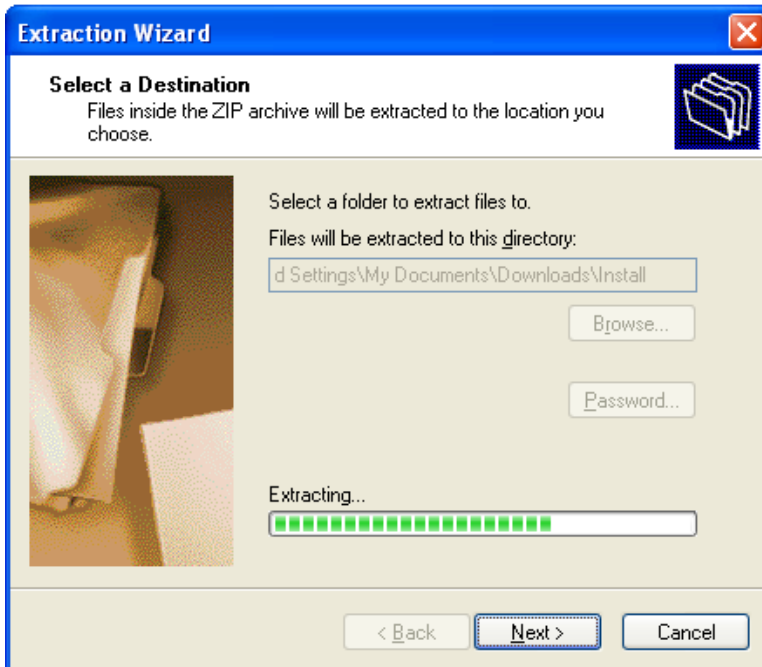 Extraction Wizard
Select a Destination
Files inside the ZIP archive will be extracted to the location you
choose.
Select a folder to extract files to.
Files will be extracted to this directory:
d Settings\My Documents\Downloads\Install
Browse...
Password...
Extracting...
< Back
Next >
Cancel